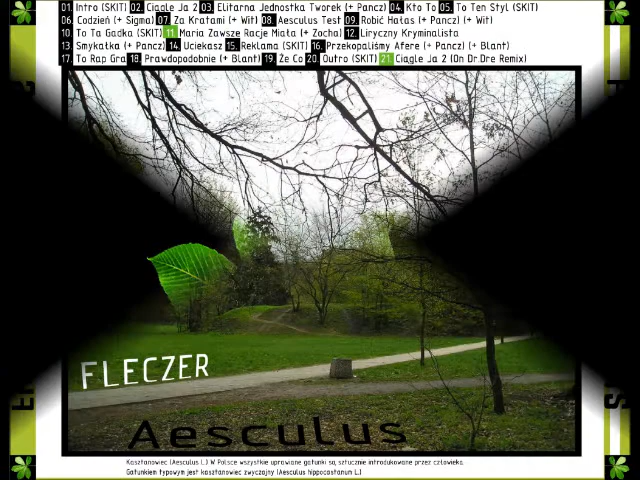 01. Intro (SKIT) 02. Ciągle Ja 2 03. Elitarna Jednostka Tworek (+ Pancz) 04. Kto To 05. To Ten Styl (SKIT)
06. Codzień (+ Sigma) 07. Za Kratami (+ Wit) 08. Aesculus Test 09. Robić Hałas (+ Pancz) (+ Wit)
10. To Ta Gadka (SKIT) 11. Maria Zawsze Racje Miała (+ Zocha) 12. Liryczny Kryminalista
13. Smykałka (+ Pancz) 14. Uciekasz 15. Reklama (SKIT) 16. Przekopaliśmy Afere (+ Pancz) (+ Blant)
17. To Rap Gra 18. Prawdopodobnie (+ Blant) 19. Że Co 20. Outro (SKIT) 21. Ciągle Ja 2 (On Dr.Dre Remix)
FLECZER
Aesculus
Kasztanowiec (Aesculus L.) W Polsce wszystkie uprawiane gatunki są, sztucznie introdukowane przez człowieka.
Gatunkiem typowym jest kasztanowiec zwyczajny (Aesculus hippocastanum L.)